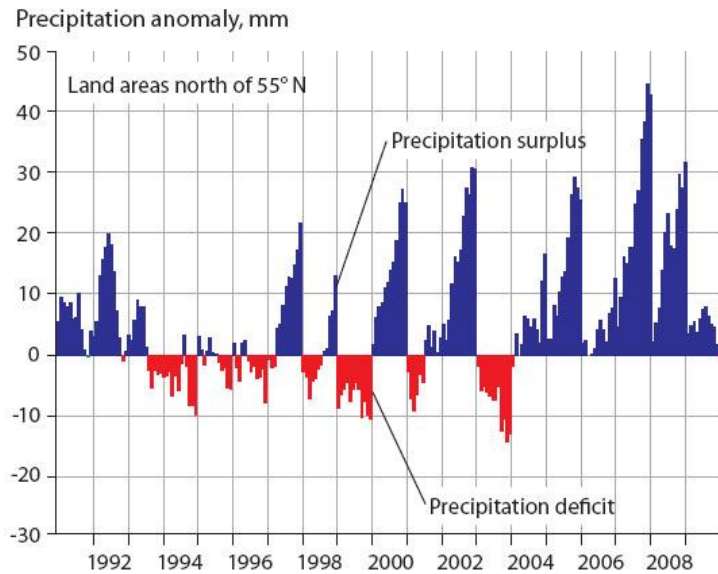 Precipitation anomaly, mm
50
Land areas north of 55° N
40
Precipitation surplus
30
20
10
0
-10
-20
Precipitation deficit
-30
1992 1994 1996 1998 2000 2002 2004 2006 2008